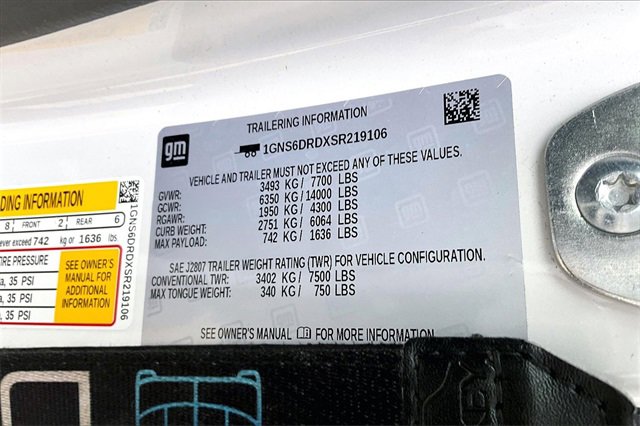 TRAILERING INFORMATION
gm
1GNS6DRDXSR219106
VEHICLE AND TRAILER MUST NOT EXCEED ANY OF THESE VALUES.
GVWR: 3493 KG / 7700 LBS
GCWR: 6350 KG / 14000 LBS
RGAWR: 1950 KG / 4300 LBS
CURB WEIGHT: 2751 KG / 6064 LBS
MAX PAYLOAD: 742 KG / 1636 LBS
SAE J2807 TRAILER WEIGHT RATING (TWR) FOR VEHICLE CONFIGURATION.
CONVENTIONAL TWR: 3402 KG / 7500 LBS
MAX TONGUE WEIGHT: 340 KG / 750 LBS
SEE OWNER'S MANUAL FOR MORE INFORMATION
DING INFORMATION
8 FRONT 2 REAR 6
ever exceed 742 kg or 1636 lbs
RE PRESSURE
a, 35 PSI
a, 35 PSI
a, 35 PSI
SEE OWNER'S
MANUAL FOR
ADDITIONAL
INFORMATION
1GNS6DRDXSR219106